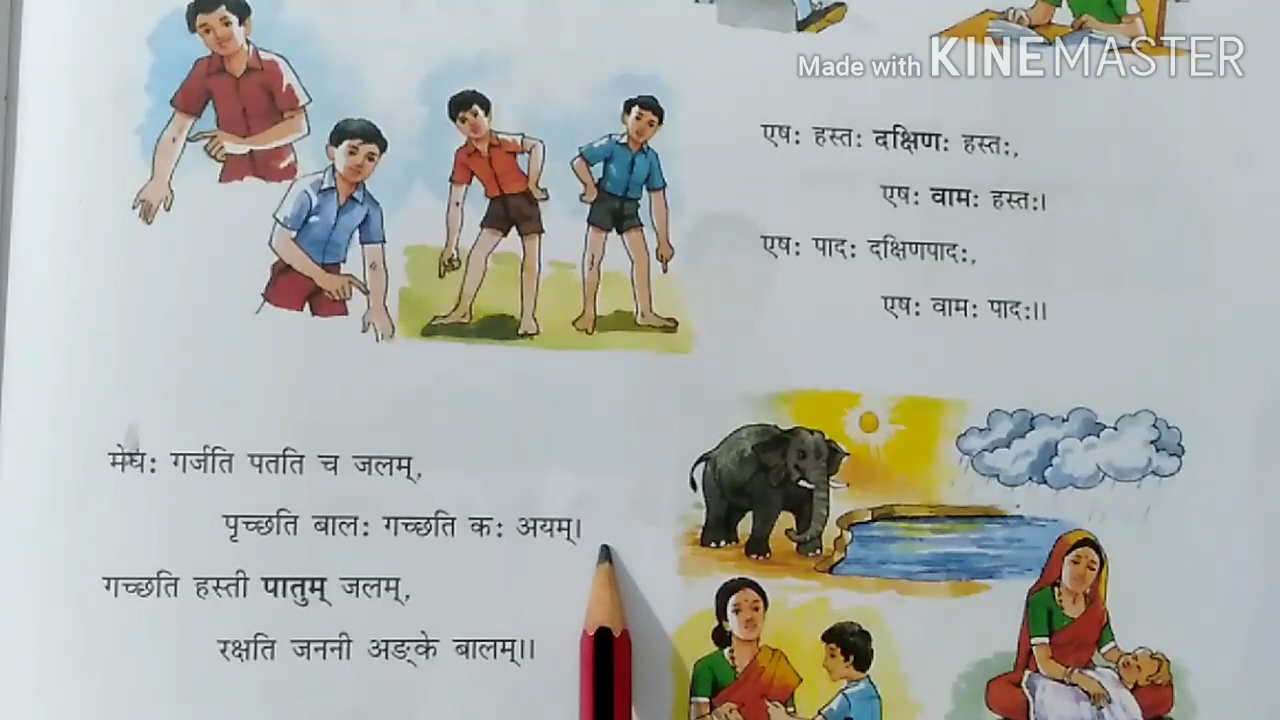 Made with KINEMASTER
एष: हस्त: दक्षिण: हस्त:,
एष: वाम: हस्त:।
एष: पाद: दक्षिणपाद:,
एष: वाम: पाद:।।
मेघ: गर्जति पतति च जलम्,
पृच्छति बाल: गच्छति क: अयम्।
गच्छति हस्ती पातुम् जलम्,
रक्षति जननी अङ्के बालम्।।